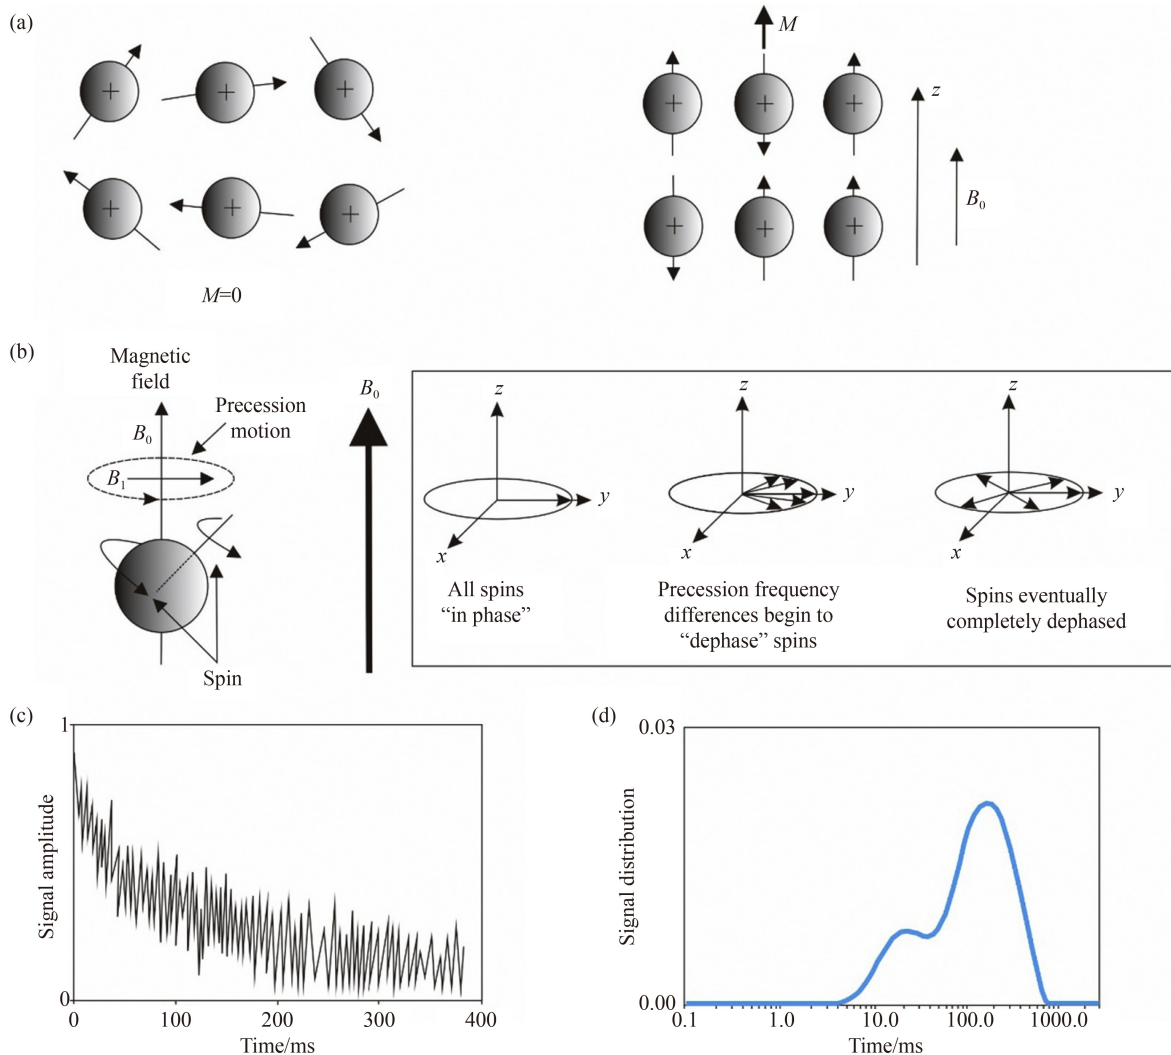 (a)
M
z
B0
M=0
(b)
Magnetic
field
B0
Precession
motion
B1
Spin
B0
z
y
x
All spins
“in phase”
z
y
x
Precession frequency
differences begin to
“dephase” spins
z
y
x
Spins eventually
completely dephased
(c)
1
Signal amplitude
0
0 100 200 300 400
Time/ms
(d)
0.03
Signal distribution
0.00
0.1 1.0 10.0 100.0 1000.0
Time/ms